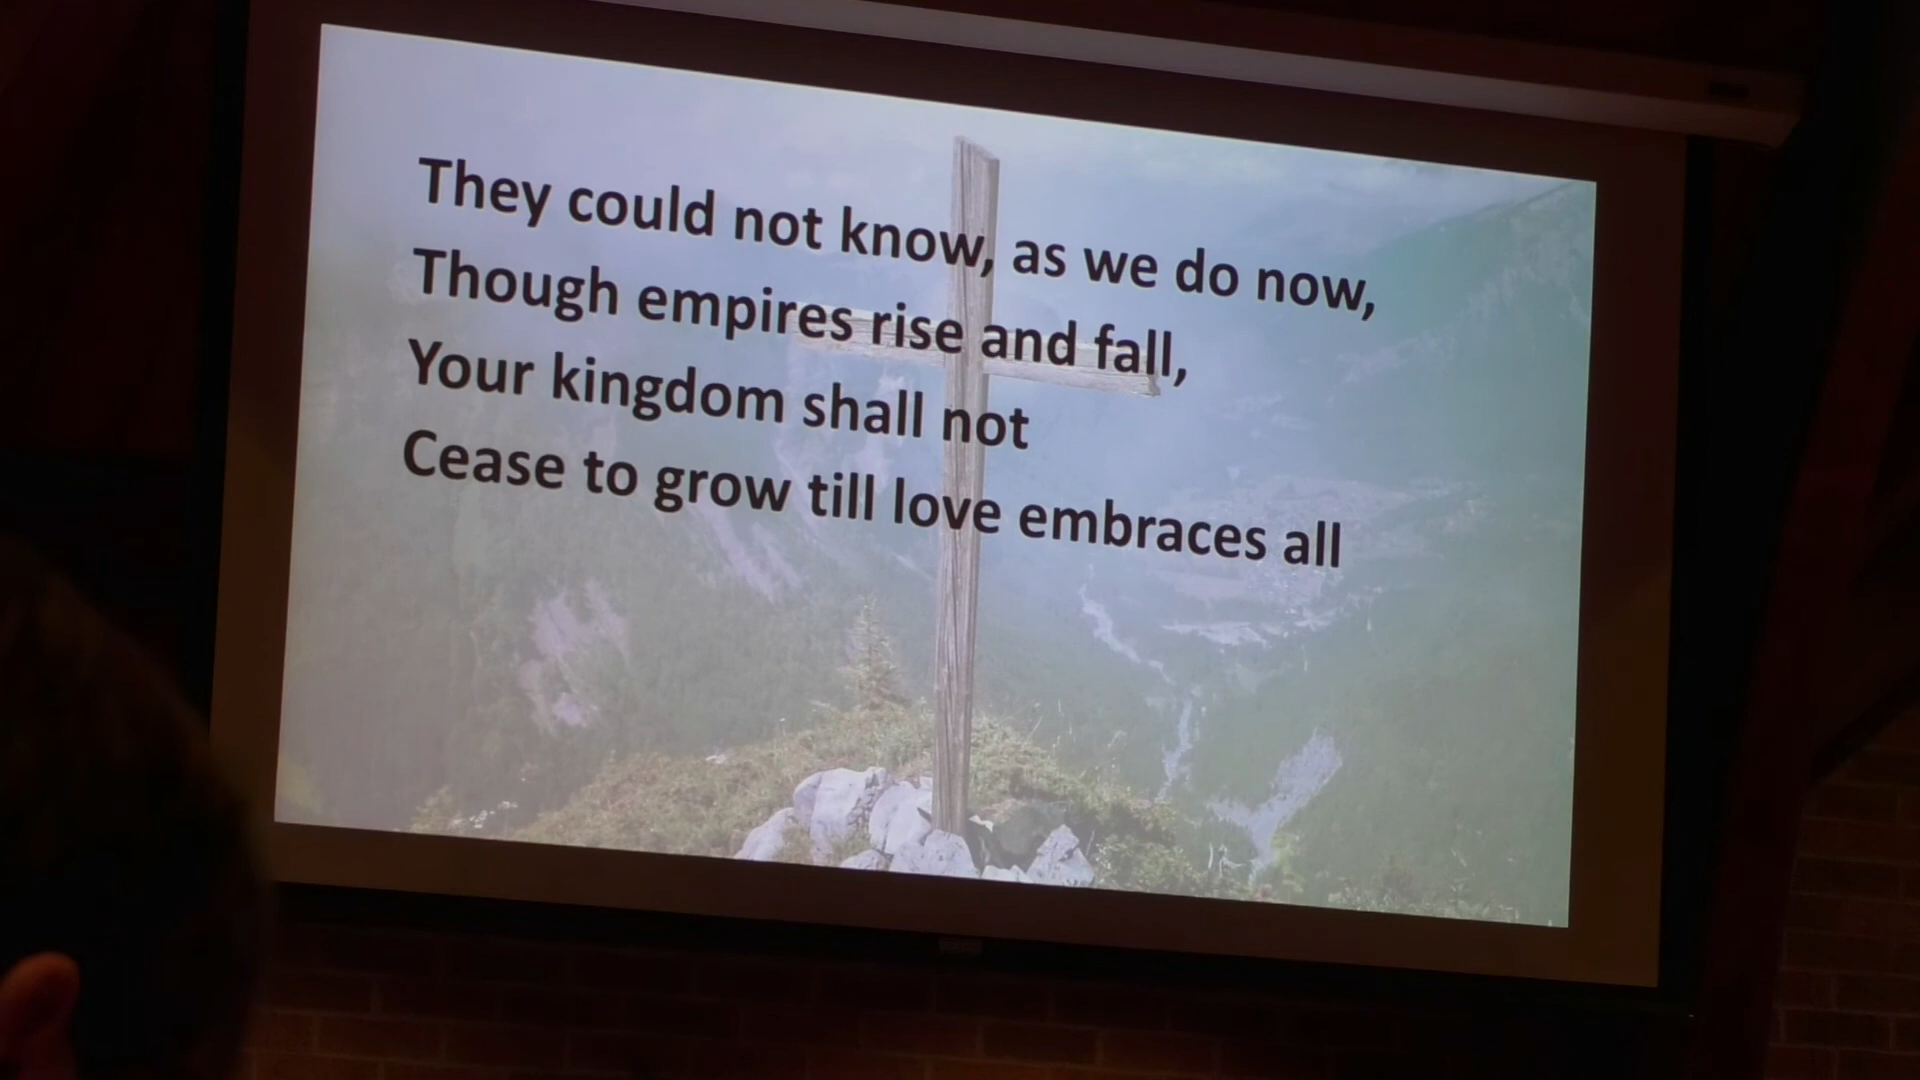 They could not know, as we do now,
Though empires rise and fall,
Your kingdom shall not
Cease to grow till love embraces all